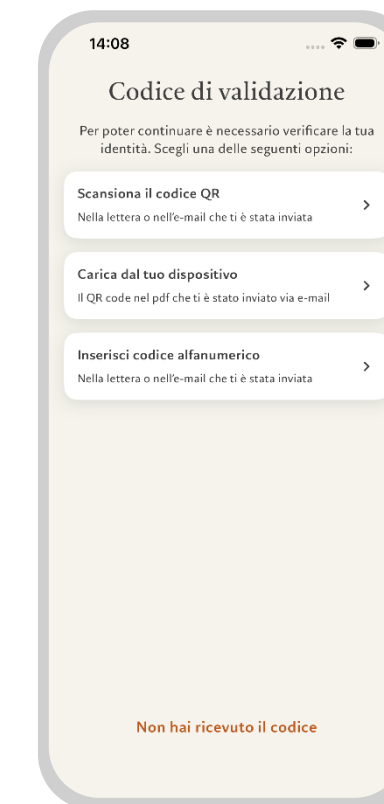 14:08
Codice di validazione
Per poter continuare è necessario verificare la tua
identità. Scegli una delle seguenti opzioni:
Scansiona il codice QR
Nella lettera o nell'e-mail che ti è stata inviata
Carica dal tuo dispositivo
Il QR code nel pdf che ti è stato inviato via e-mail
Inserisci codice alfanumerico
Nella lettera o nell'e-mail che ti è stata inviata
Non hai ricevuto il codice